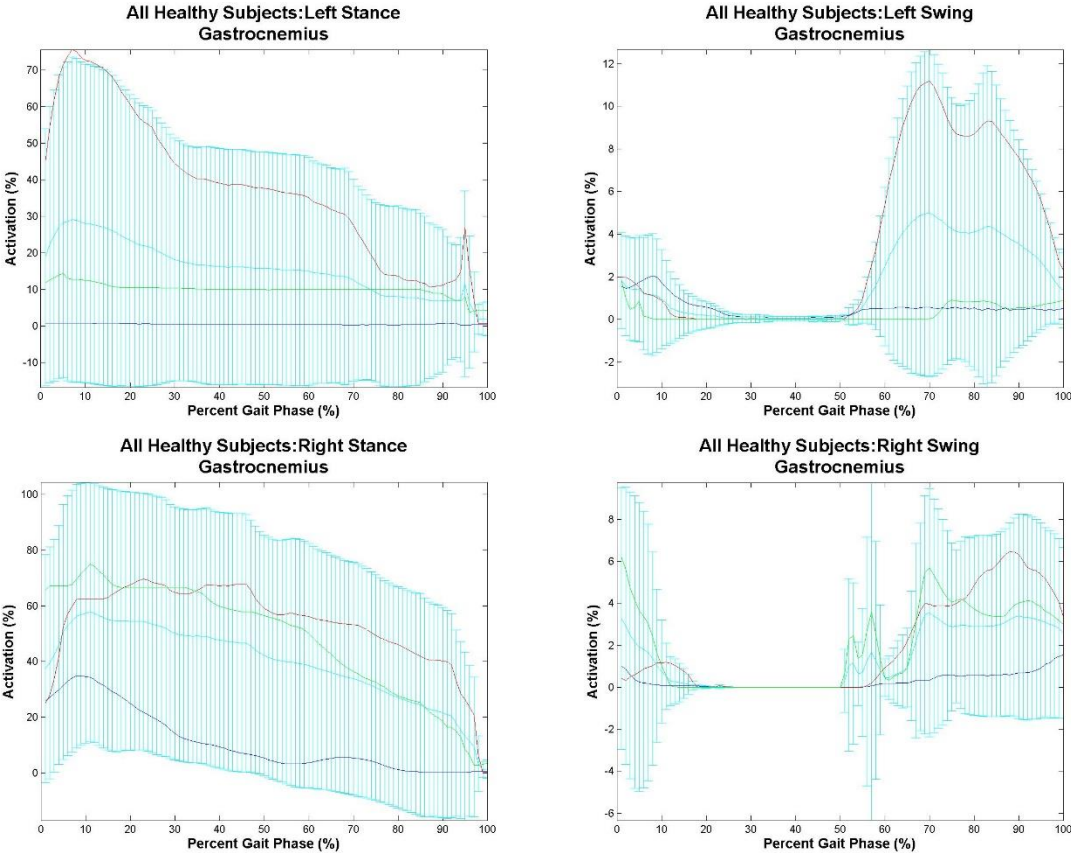 All Healthy Subjects:Left Stance
Gastrocnemius
Activation (%)
70
60
50
40
30
20
10
0
-10
0 10 20 30 40 50 60 70 80 90 100
Percent Gait Phase (%)
All Healthy Subjects:Left Swing
Gastrocnemius
Activation (%)
12
10
8
6
4
2
0
-2
0 10 20 30 40 50 60 70 80 90 100
Percent Gait Phase (%)
All Healthy Subjects:Right Stance
Gastrocnemius
Activation (%)
100
80
60
40
20
0
0 10 20 30 40 50 60 70 80 90 100
Percent Gait Phase (%)
All Healthy Subjects:Right Swing
Gastrocnemius
Activation (%)
8
6
4
2
0
-2
-4
-6
0 10 20 30 40 50 60 70 80 90 100
Percent Gait Phase (%)